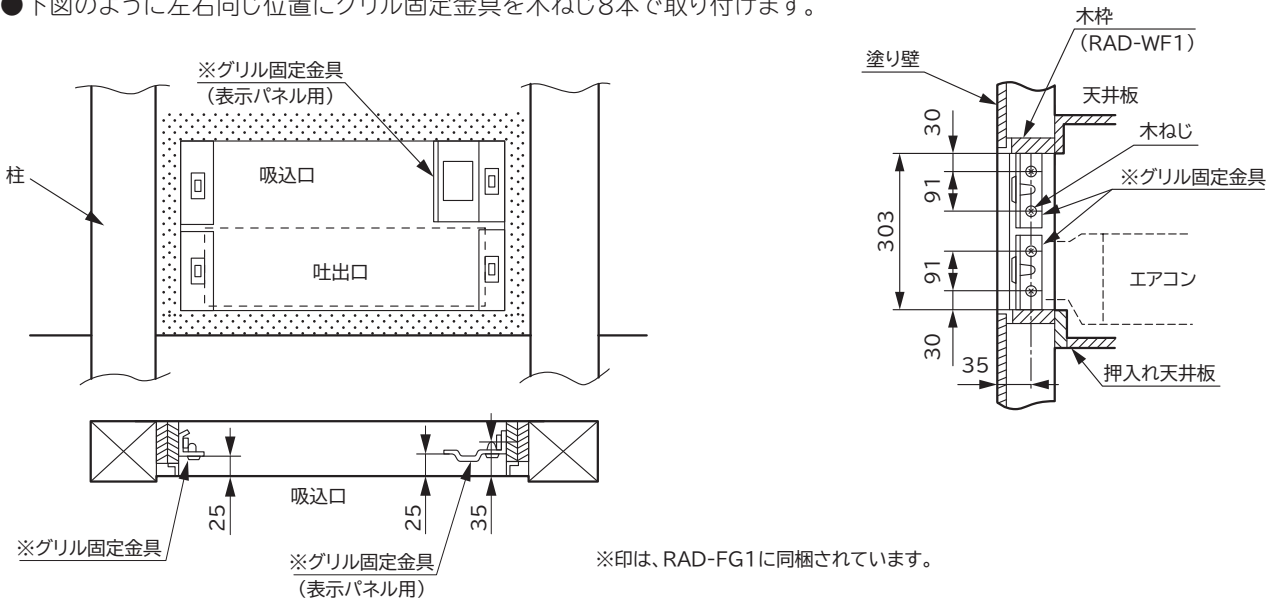 ●下図のように左右同じ位置にグリル固定金具を木ねじ8本で取り付けます。
※グリル固定金具
(表示パネル用)
柱
吸込口
吐出口
吸込口
25
25
35
※グリル固定金具
※グリル固定金具
(表示パネル用)
木枠
(RAD-WF1)
塗り壁
天井板
木ねじ
※グリル固定金具
30
91
303
91
30
35
エアコン
押入れ天井板
※印は、RAD-FG1に同梱されています。